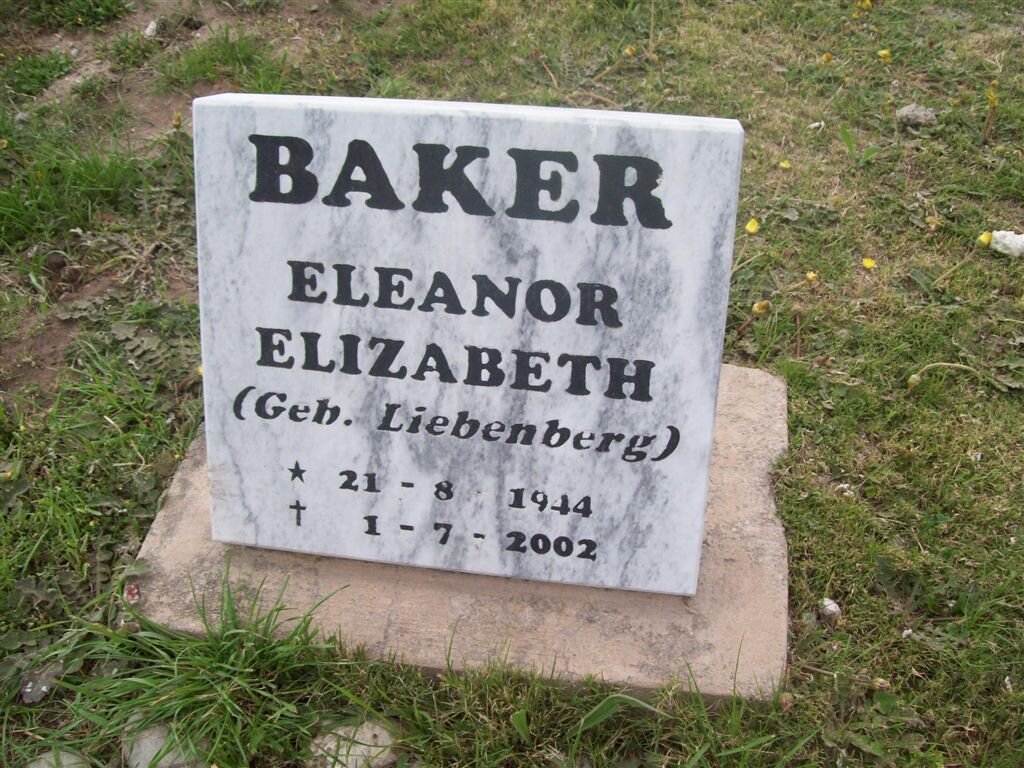 BAKER
ELEANOR
ELIZABETH
(Geb. Liebenberg)
★ 21 - 8 - 1944
✝ 1 - 7 - 2002